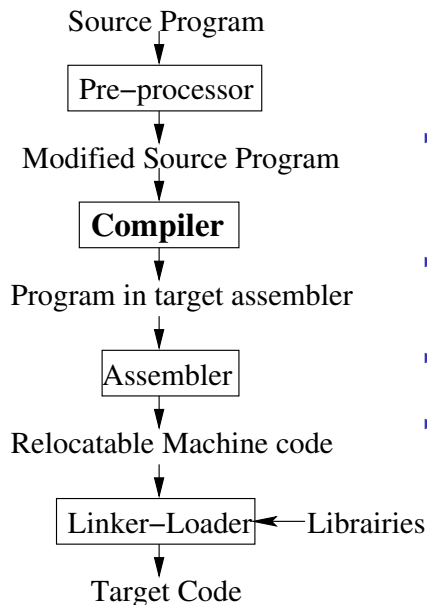 Source Program
Pre−processor
Modified Source Program
Compiler
Program in target assembler
Assembler
Relocatable Machine code
Linker−Loader
Librairies
Target Code